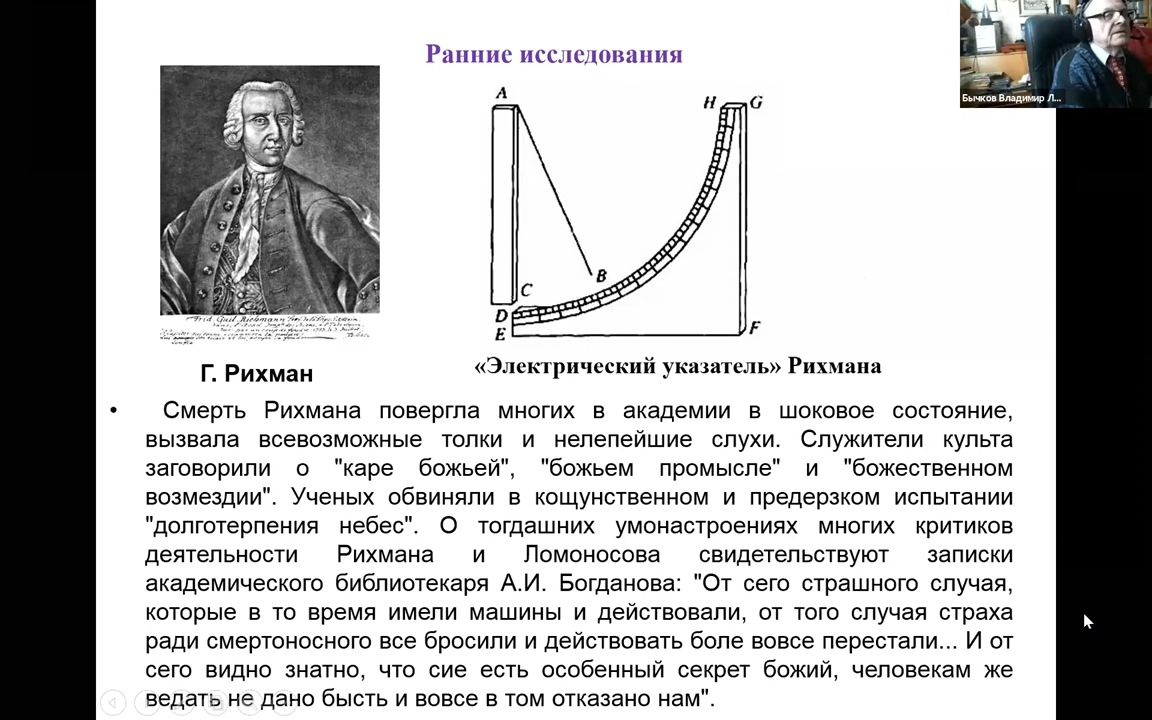 Ранние исследования
Бычков Владимир Л...
A
H G
B
C
D
E
F
Frid. Guil. Richmann
Г. Рихман
«Электрический указатель» Рихмана
• Смерть Рихмана повергла многих в академии в шоковое состояние,
вызвала всевозможные толки и нелепейшие слухи. Служители культа
заговорили о "каре божьей", "божьем промысле" и "божественном
возмездии". Ученых обвиняли в кощунственном и предерзком испытании
"долготерпения небес". О тогдашних умонастроениях многих критиков
деятельности Рихмана и Ломоносова свидетельствуют записки
академического библиотекаря А.И. Богданова: "От сего страшного случая,
которые в то время имели машины и действовали, от того случая страха
ради смертоносного все бросили и действовать боле вовсе перестали... И от
сего видно знатно, что сие есть особенный секрет божий, человекам же
ведать не дано бысть и вовсе в том отказано нам".